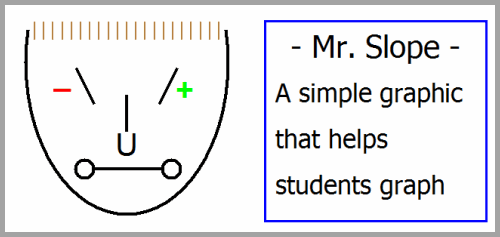 - Mr. Slope -
A simple graphic
that helps
students graph
− +
U